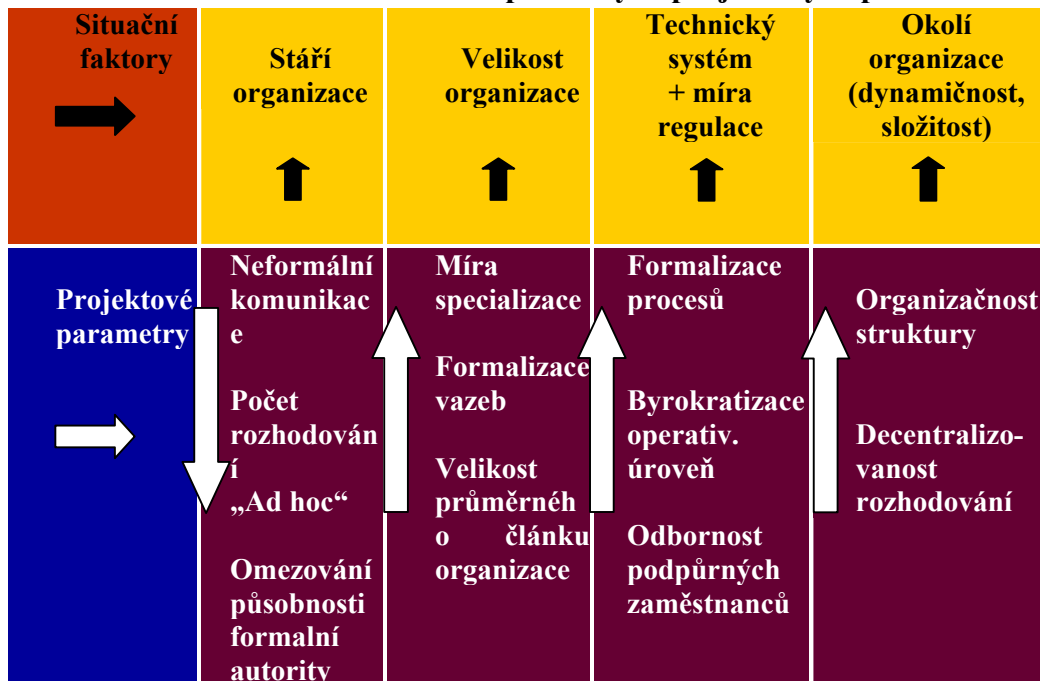 Situační
faktory
Stáří
organizace
Velikost
organizace
Technický
systém
+ míra
regulace
Okolí
organizace
(dynamičnost,
složitost)
Projektové
parametry
Neformální
komunikac
e
Počet
rozhodován
í
„Ad hoc“
Omezování
působnosti
formalní
autority
Míra
specializace
Formalizace
vazeb
Velikost
průměrnéh
o článku
organizace
Formalizace
procesů
Byrokratizace
operativ.
úroveň
Odbornost
podpůrných
zaměstnanců
Organizačnost
struktury
Decentralizo-
vanost
rozhodování